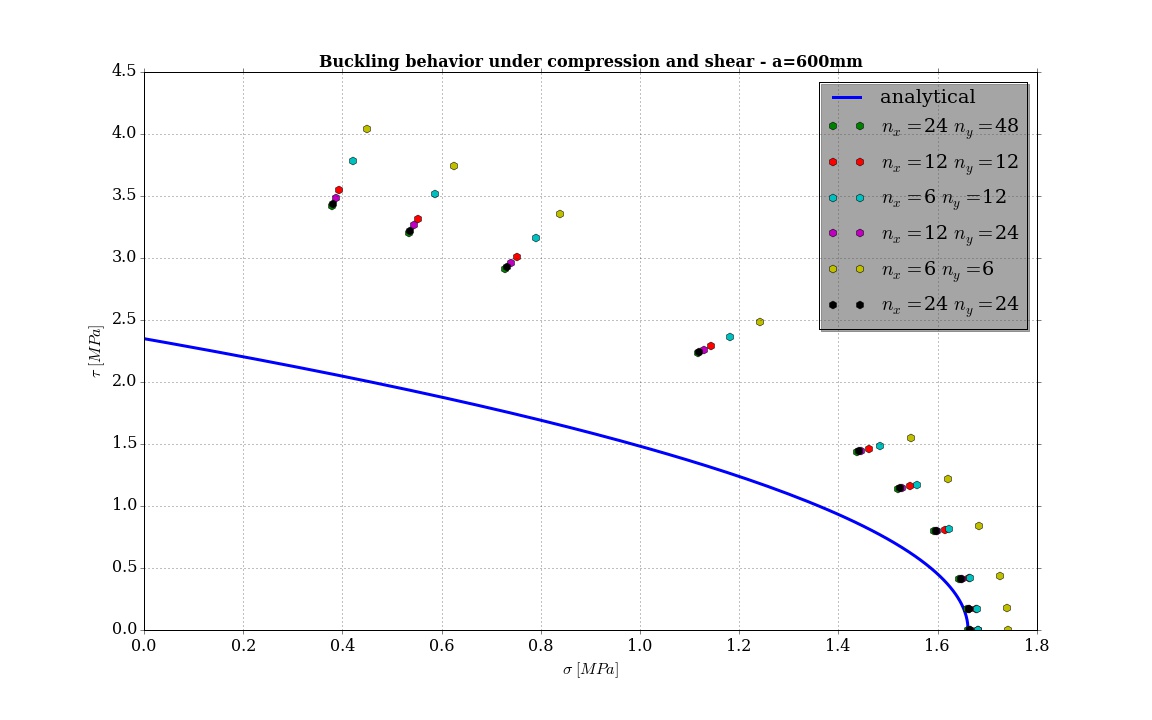 Buckling behavior under compression and shear - a=600mm
4.5
4.0
3.5
3.0
2.5
2.0
1.5
1.0
0.5
0.0
τ [MPa]
analytical
n_x =24 n_y =48
n_x =12 n_y =12
n_x =6 n_y =12
n_x =12 n_y =24
n_x =6 n_y =6
n_x =24 n_y =24
0.0 0.2 0.4 0.6 0.8 1.0 1.2 1.4 1.6 1.8
σ [MPa]